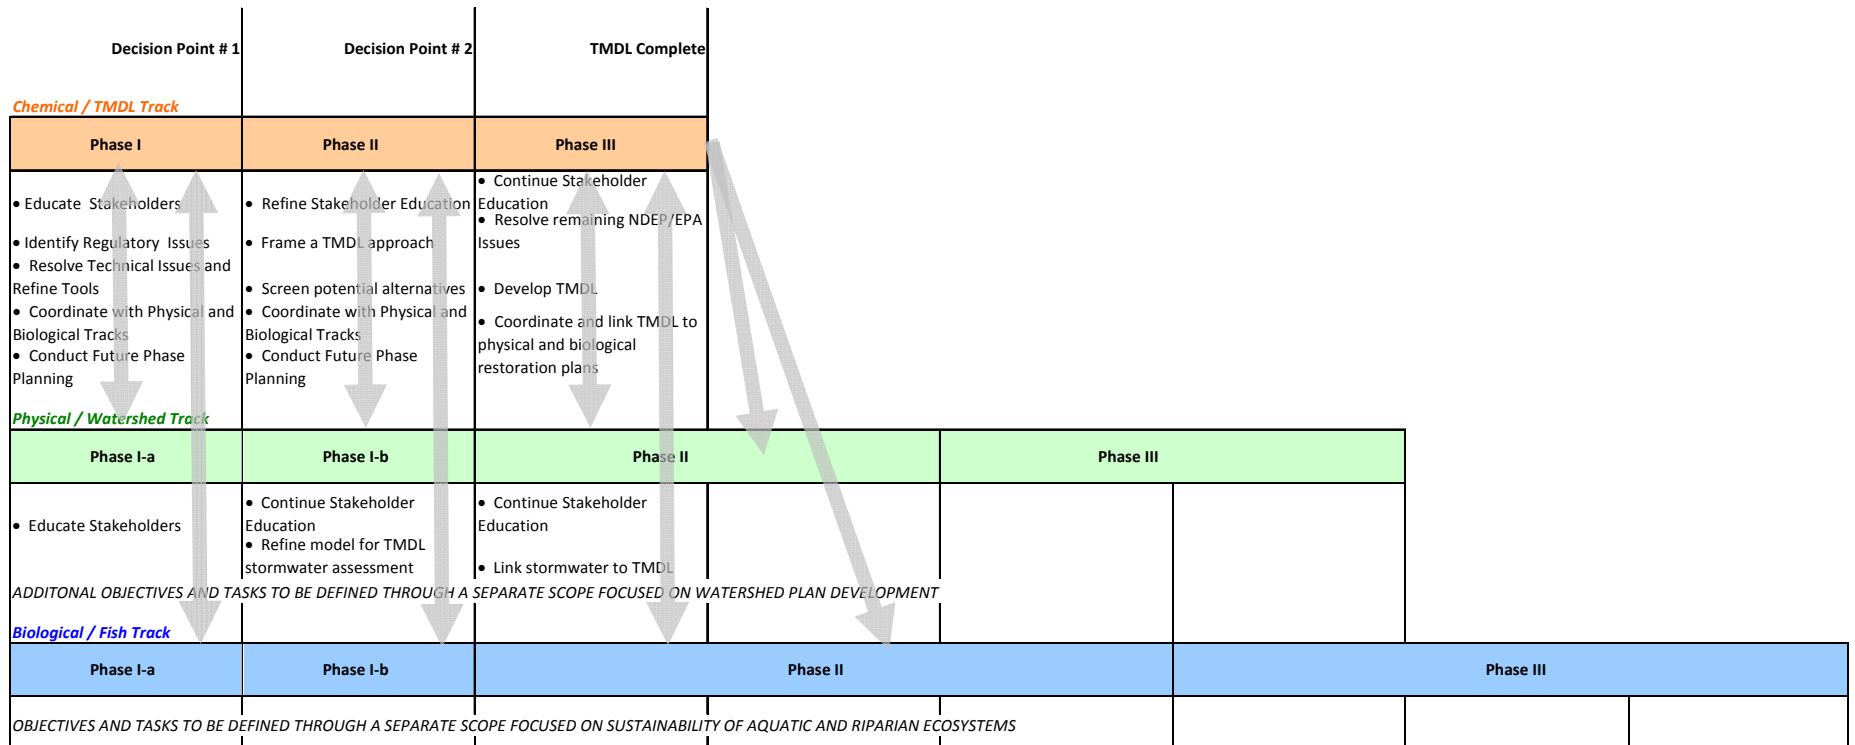 Decision Point # 1
Decision Point # 2
TMDL Complete
Chemical / TMDL Track
Phase I
Phase II
Phase III
• Educate  Stakeholders
• Identify Regulatory  Issues
•  Resolve Technical Issues and
Refine Tools
•  Coordinate with Physical and
Biological Tracks
•  Conduct Future Phase
Planning
•  Refine Stakeholder Education
•  Frame a TMDL approach
•  Screen potential alternatives
•  Coordinate with Physical and
Biological Tracks
•  Conduct Future Phase
Planning
•  Continue Stakeholder
Education
•  Resolve remaining NDEP/EPA
Issues
•  Develop TMDL
•  Coordinate and link TMDL to
physical and biological
restoration plans
Physical / Watershed Track
Phase I-a
Phase I-b
Phase II
Phase III
•  Educate Stakeholders
•  Continue Stakeholder
Education
•  Refine model for TMDL
stormwater assessment
•  Continue Stakeholder
Education
•  Link stormwater to TMDL
ADDITONAL OBJECTIVES AND TASKS TO BE DEFINED THROUGH A SEPARATE SCOPE FOCUSED ON WATERSHED PLAN DEVELOPMENT
Biological / Fish Track
Phase I-a
Phase I-b
Phase II
Phase III
OBJECTIVES AND TASKS TO BE DEFINED THROUGH A SEPARATE SCOPE FOCUSED ON SUSTAINABILITY OF AQUATIC AND RIPARIAN ECOSYSTEMS